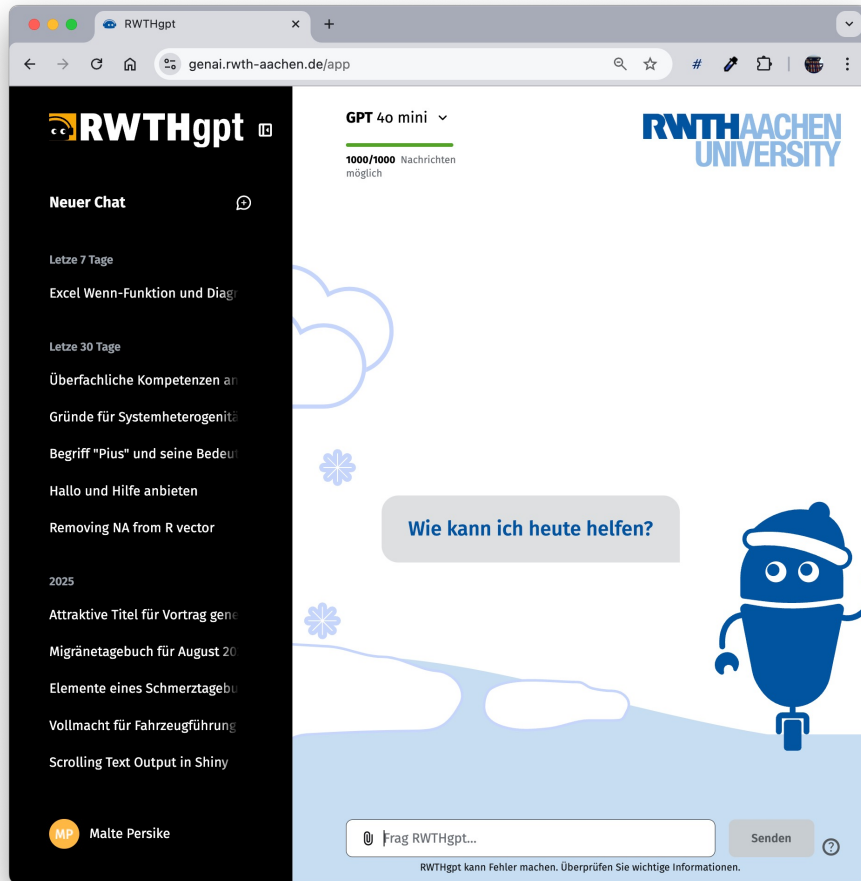 RWTHgpt
genai.rwth-aachen.de/app
RWTHgpt
GPT 4o mini
1000/1000 Nachrichten
möglich
RWTHAACHEN
UNIVERSITY
Neuer Chat
Letze 7 Tage
Excel Wenn-Funktion und Diagr
Letze 30 Tage
Überfachliche Kompetenzen an
Gründe für Systemheterogenitä
Begriff "Pius" und seine Bedeut
Hallo und Hilfe anbieten
Removing NA from R vector
2025
Attraktive Titel für Vortrag gene
Migränetagebuch für August 20
Elemente eines Schmerztagebu
Vollmacht für Fahrzeugführung
Scrolling Text Output in Shiny
MP Malte Persike
Wie kann ich heute helfen?
Frag RWTHgpt...
Senden
RWTHgpt kann Fehler machen. Überprüfen Sie wichtige Informationen.